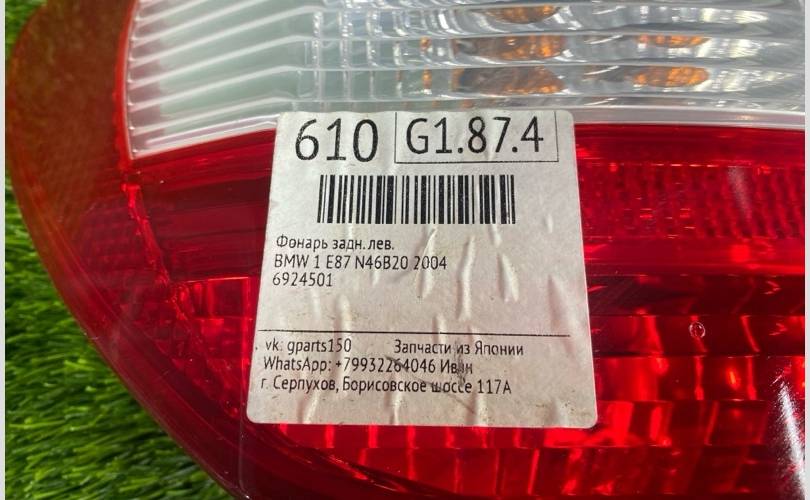 610 G1.87.4
Фонарь задн. лев.
BMW 1 E87 N46B20 2004
6924501
vk: gparts150 Запчасти из Японии
WhatsApp: +79932264046 Иван
г. Серпухов, Борисовское шоссе 117А